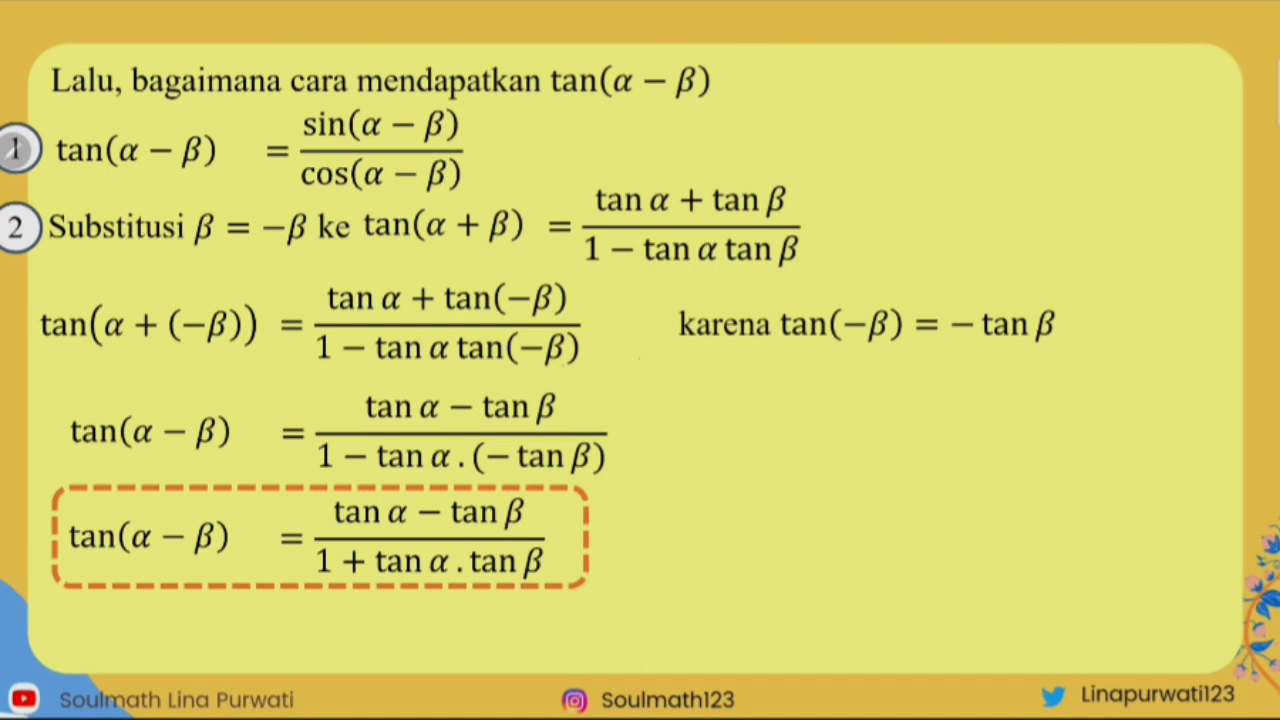 Lalu, bagaimana cara mendapatkan tan(α − β)
1 tan(α − β) = sin(α − β) / cos(α − β)
2 Substitusi β = −β ke tan(α + β) = tan α + tan β / 1 − tan α tan β
tan(α + (−β)) = tan α + tan(−β) / 1 − tan α tan(−β) karena tan(−β) = − tan β
tan(α − β) = tan α − tan β / 1 − tan α . (− tan β)
tan(α − β) = tan α − tan β / 1 + tan α . tan β
Soulmath Lina Purwati Soulmath123 Linapurwati123